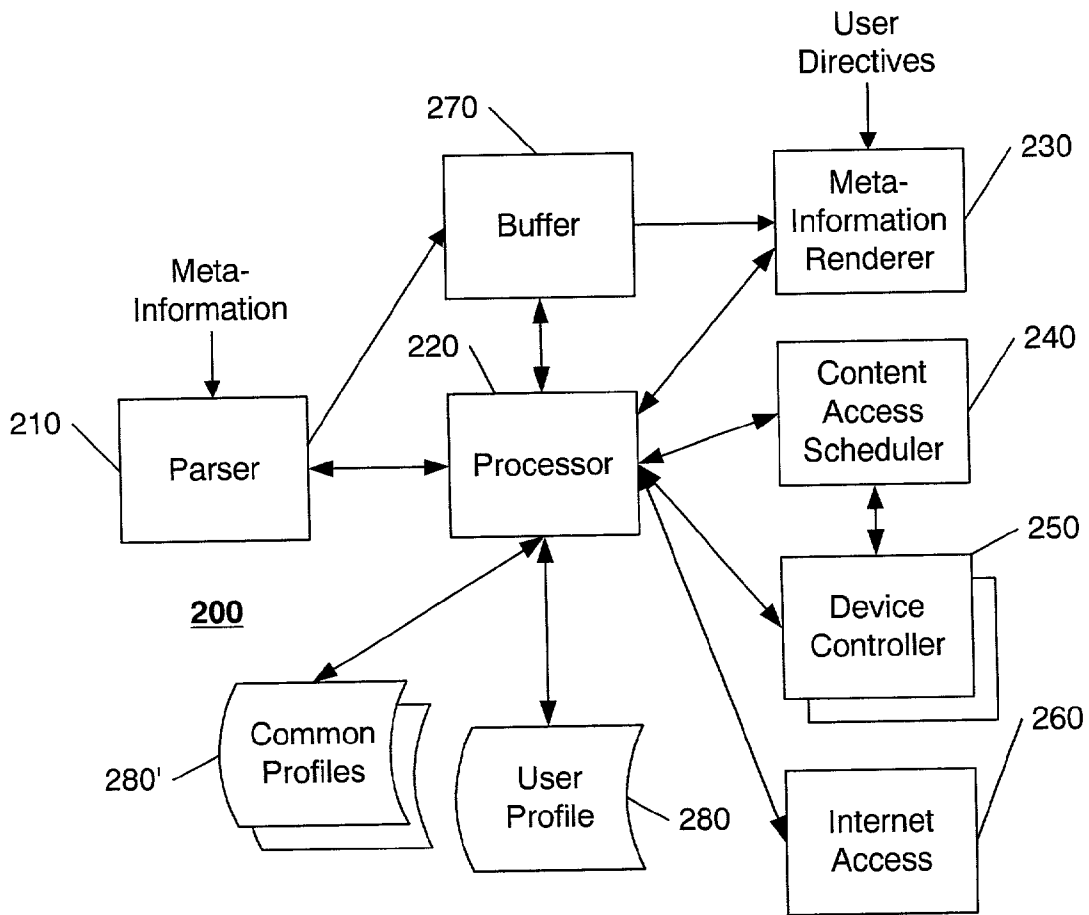 User
Directives
270
230
Meta-
Information
Renderer
Buffer
Meta-
Information
220
240
Content
Access
Scheduler
210
Parser
Processor
250
200
Device
Controller
Common
Profiles
260
280'
User
Profile
280
Internet
Access